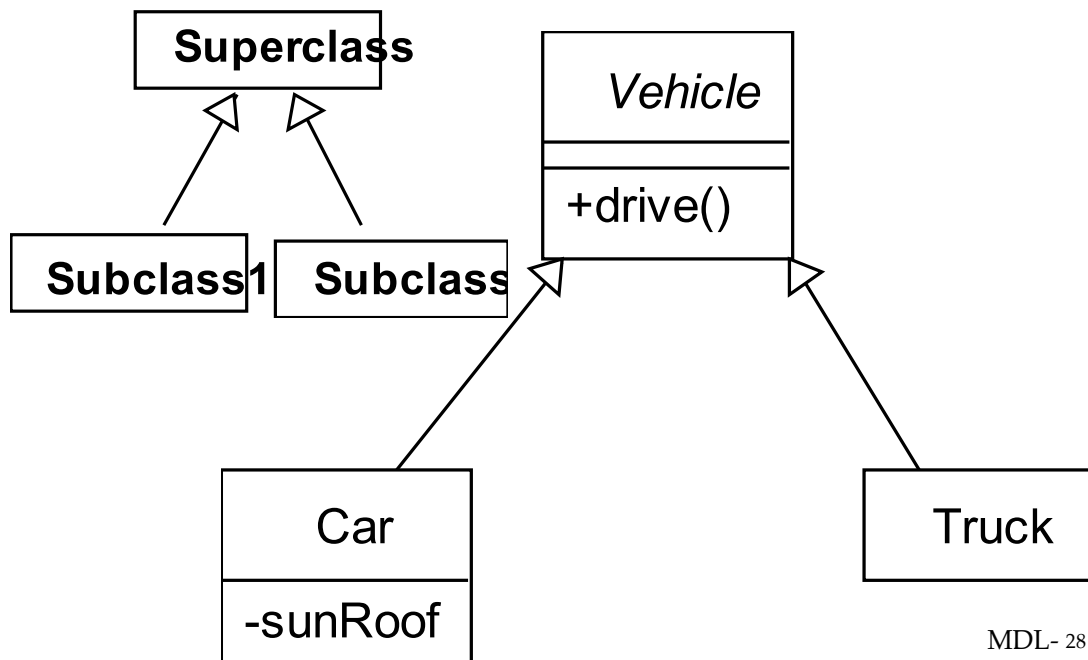 Superclass
Vehicle
+drive()
Subclass1
Subclass
Car
Truck
-sunRoof
MDL- 28